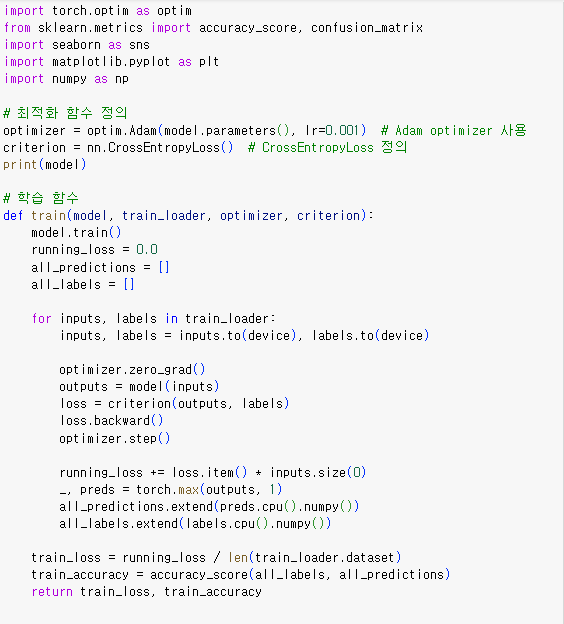 import torch.optim as optim
from sklearn.metrics import accuracy_score, confusion_matrix
import seaborn as sns
import matplotlib.pyplot as plt
import numpy as np

# 최적화 함수 정의
optimizer = optim.Adam(model.parameters(), lr=0.001)  # Adam optimizer 사용
criterion = nn.CrossEntropyLoss()  # CrossEntropyLoss 정의
print(model)

# 학습 함수
def train(model, train_loader, optimizer, criterion):
    model.train()
    running_loss = 0.0
    all_predictions = []
    all_labels = []

    for inputs, labels in train_loader:
        inputs, labels = inputs.to(device), labels.to(device)

        optimizer.zero_grad()
        outputs = model(inputs)
        loss = criterion(outputs, labels)
        loss.backward()
        optimizer.step()

        running_loss += loss.item() * inputs.size(0)
        _, preds = torch.max(outputs, 1)
        all_predictions.extend(preds.cpu().numpy())
        all_labels.extend(labels.cpu().numpy())

    train_loss = running_loss / len(train_loader.dataset)
    train_accuracy = accuracy_score(all_labels, all_predictions)
    return train_loss, train_accuracy